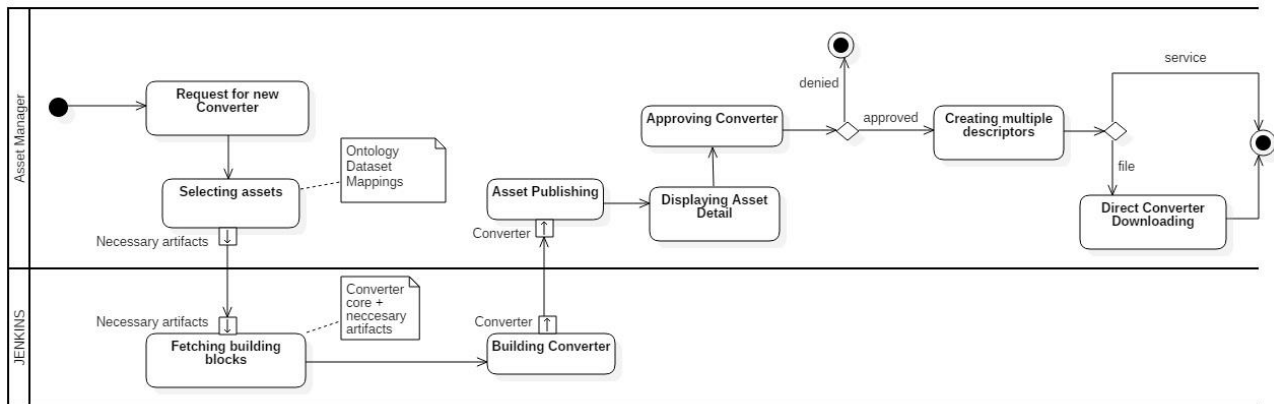 Asset Manager
Request for new
Converter
Selecting assets
Ontology
Dataset
Mappings
Necessary artifacts
Asset Publishing
Converter
Displaying Asset
Detail
Approving Converter
denied
approved
Creating multiple
descriptors
service
file
Direct Converter
Downloading
JENKINS
Necessary artifacts
Fetching building
blocks
Converter
core +
neccesary
artifacts
Converter
Building Converter